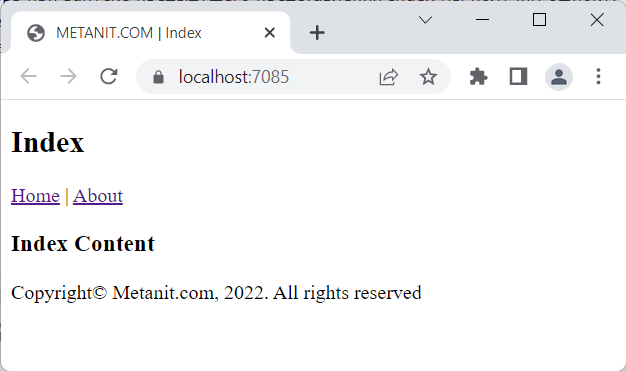 METANIT.COM | Index
localhost:7085
Index
Home | About
Index Content
Copyright© Metanit.com, 2022. All rights reserved